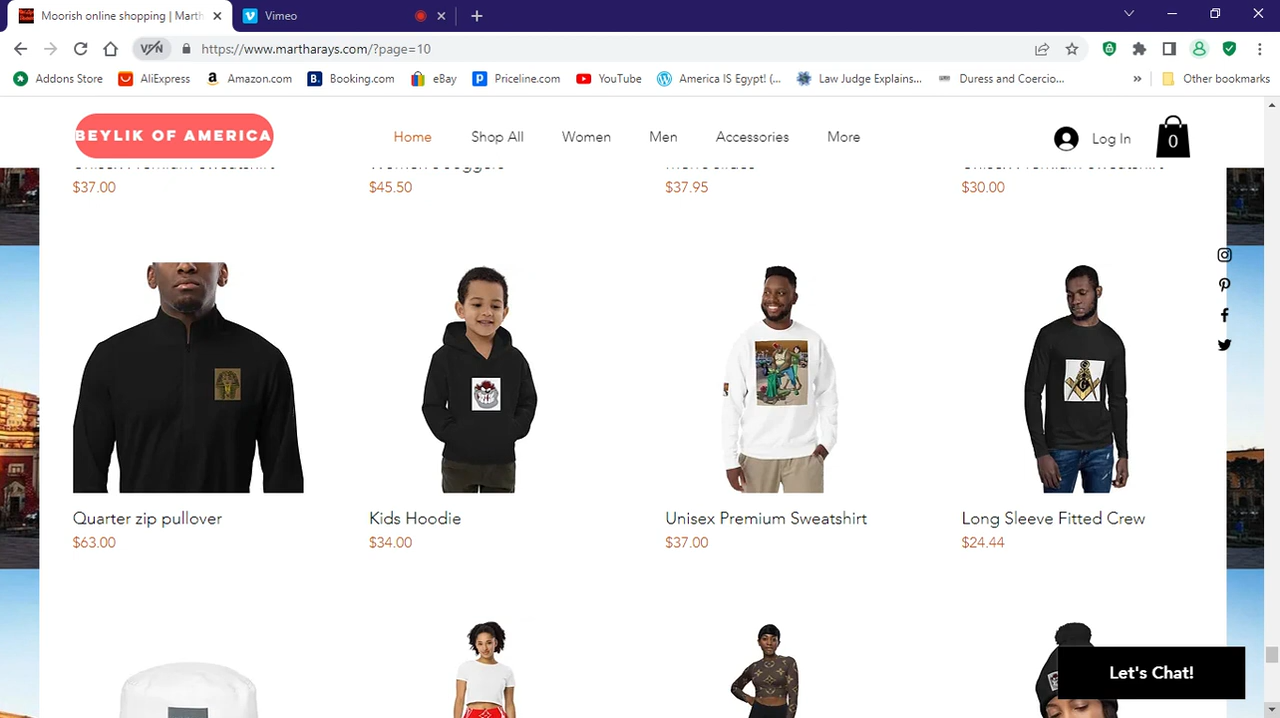 Moorish online shopping | Marth
Vimeo
VPN
https://www.martharays.com/?page=10
Addons Store
AliExpress
Amazon.com
Booking.com
eBay
Priceline.com
YouTube
America IS Egypt! (...
Law Judge Explains...
Duress and Coercio...
Other bookmarks
BEYLIK OF AMERICA
Home
Shop All
Women
Men
Accessories
More
Log In
0
$37.00
$45.50
$37.95
$30.00
Quarter zip pullover
$63.00
Kids Hoodie
$34.00
Unisex Premium Sweatshirt
$37.00
Long Sleeve Fitted Crew
$24.44
Let's Chat!